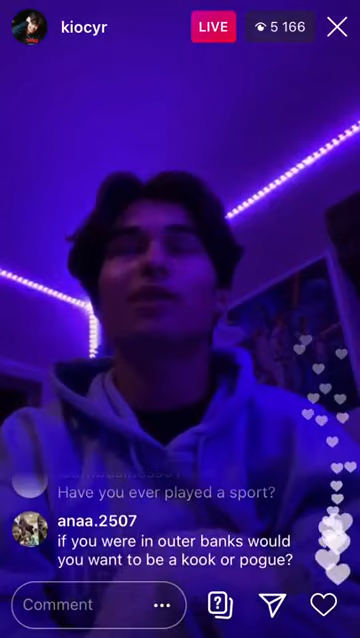 kiocyr
LIVE
5 166
Have you ever played a sport?
anaa.2507
if you were in outer banks would
you want to be a kook or pogue?
Comment